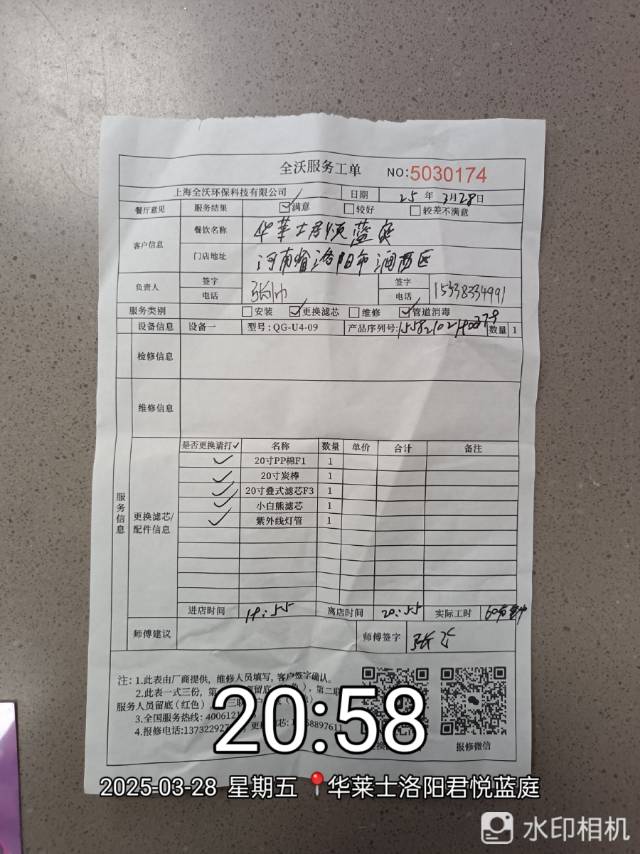 全沃服务工单 NO:5030174
上海全沃环保科技有限公司 日期 25年3月28日
餐厅意见 服务结果 ☑满意 □较好 □较差不满意
客户信息 餐饮名称 华莱士君悦蓝庭
门店地址 河南省洛阳市涧西区
负责人 签字 签字
电话 电话 15338334991
服务类别 □安装 ☑更换滤芯 □维修 ☑管道消毒
设备信息 设备一 型号:QG-U4-09 产品序列号: 数量 1
检修信息
维修信息
服务信息
更换滤芯/配件信息
是否更换请打✓ 名称 数量 单价 合计 备注
✓ 20寸PP棉F1 1
✓ 20寸炭棒 1
✓ 20寸叠式滤芯F3 1
✓ 小白熊滤芯 1
✓ 紫外线灯管 1
进店时间 19:55 离店时间 20:55 实际工时 60分钟
师傅建议 师傅签字
注:1.此表由厂商提供,维修人员填写,客户签字确认。
2.此表一式三份,第
服务人员留底(红色)
3.全国服务热线:400612
4.报修电话:1373229 8897611
报修微信
20:58
2025-03-28 星期五 华莱士洛阳君悦蓝庭
水印相机